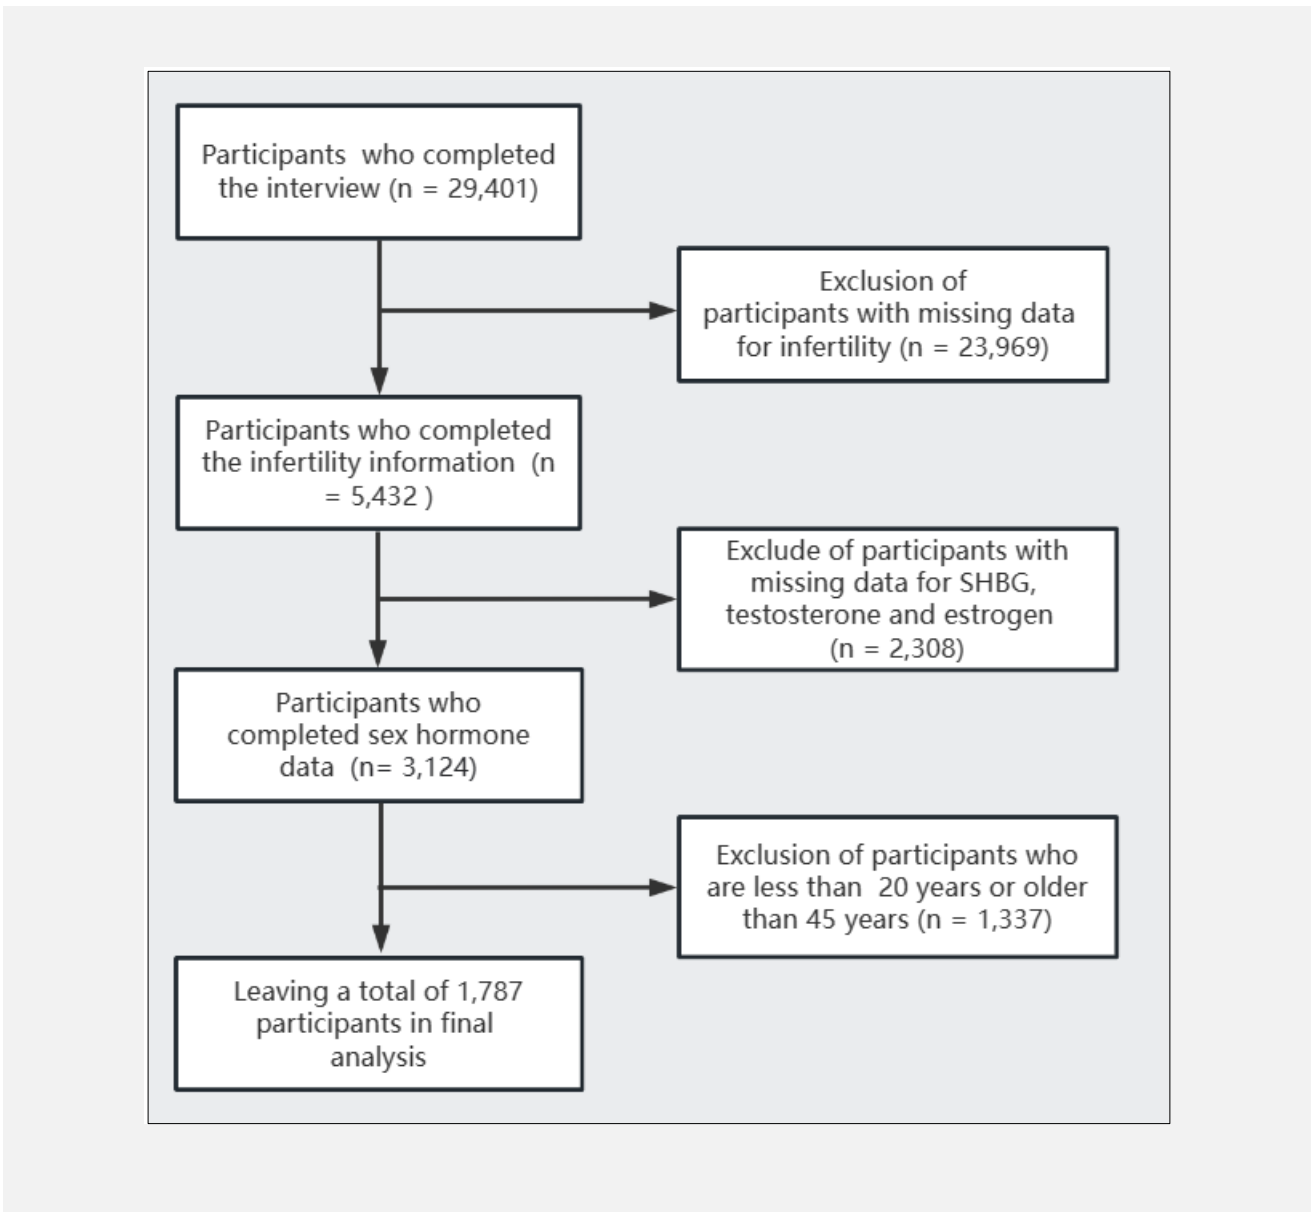 Participants  who completed
the interview (n = 29,401)
Exclusion of
participants with missing data
for infertility (n = 23,969)
Participants who completed
the infertility information  (n
= 5,432 )
Exclude of participants with
missing data for SHBG,
testosterone and estrogen
(n = 2,308)
Participants who
completed sex hormone
data  (n= 3,124)
Exclusion of participants who
are less than  20 years or older
than 45 years (n = 1,337)
Leaving a total of 1,787
participants in final
analysis